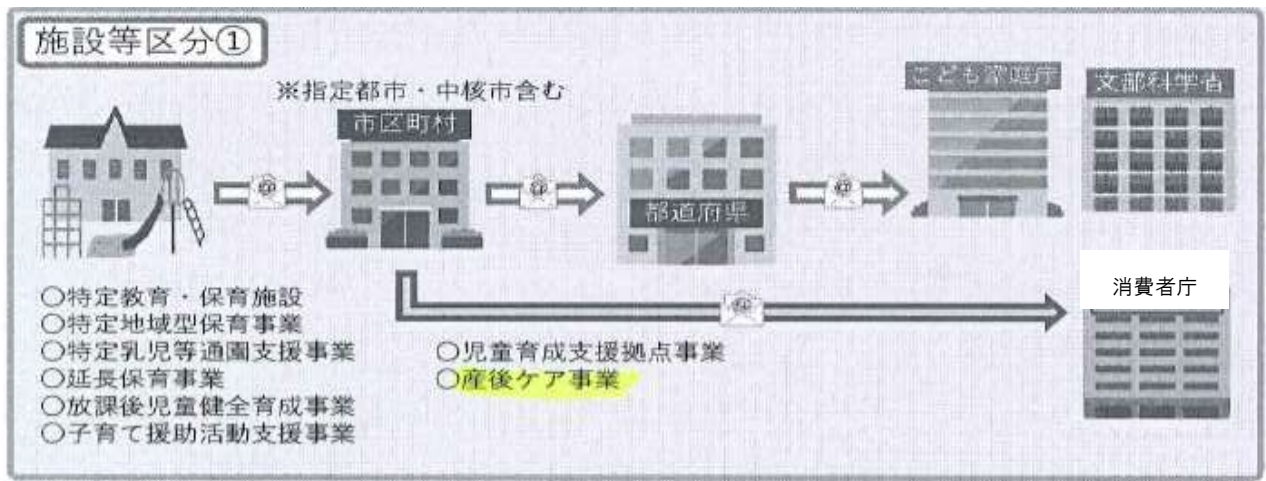 施設等区分①
※指定都市・中核市含む
市区町村
都道府県
こども家庭庁
文部科学省
消費者庁
@
@
@
@
○特定教育・保育施設
○特定地域型保育事業
○特定乳児等通園支援事業
○延長保育事業
○放課後児童健全育成事業
○子育て援助活動支援事業
○児童育成支援拠点事業
○産後ケア事業